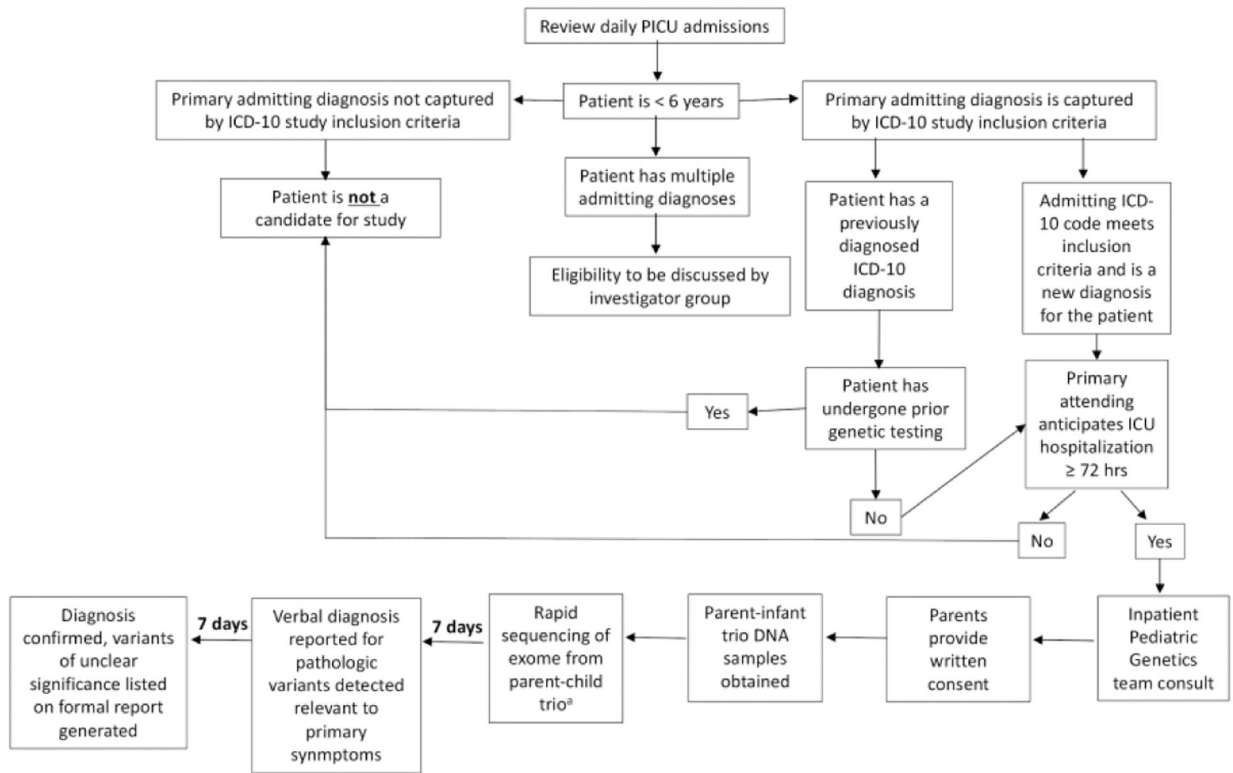 Review daily PICU admissions
Primary admitting diagnosis not captured
by ICD-10 study inclusion criteria
Patient is < 6 years
Primary admitting diagnosis is captured
by ICD-10 study inclusion criteria
Patient is not a
candidate for study
Patient has multiple
admitting diagnoses
Patient has a
previously
diagnosed
ICD-10
diagnosis
Admitting ICD-
10 code meets
inclusion
criteria and is a
new diagnosis
for the patient
Eligibility to be discussed by
investigator group
Yes
Patient has
undergone prior
genetic testing
Primary
attending
anticipates ICU
hospitalization
≥ 72 hrs
No
No
Yes
Diagnosis
confirmed, variants
of unclear
significance listed
on formal report
generated
7 days
Verbal diagnosis
reported for
pathologic
variants detected
relevant to
primary
synmptoms
7 days
Rapid
sequencing of
exome from
parent-child
trioᵃ
Parent-infant
trio DNA
samples
obtained
Parents
provide
written
consent
Inpatient
Pediatric
Genetics
team consult